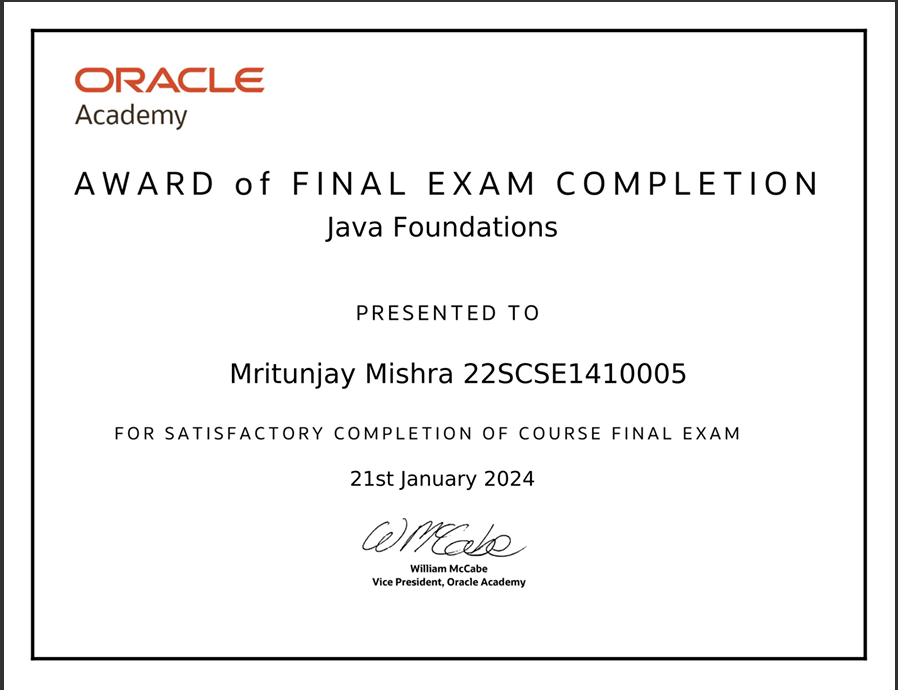 ORACLE
Academy
AWARD of FINAL EXAM COMPLETION
Java Foundations
PRESENTED TO
Mritunjay Mishra 22SCSE1410005
FOR SATISFACTORY COMPLETION OF COURSE FINAL EXAM
21st January 2024
W McCabe
William McCabe
Vice President, Oracle Academy